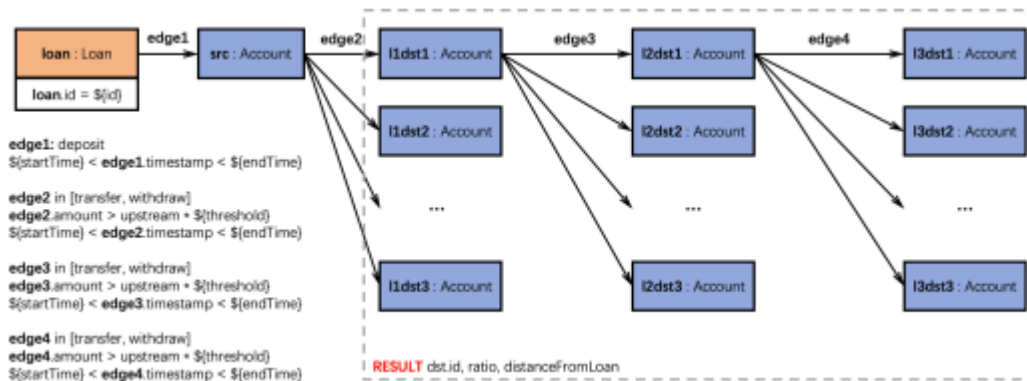 edge1
edge2
edge3
edge4
loan : Loan
src : Account
l1dst1 : Account
l2dst1 : Account
l3dst1 : Account
loan.id = ${id}
l1dst2 : Account
l2dst2 : Account
l3dst2 : Account
edge1: deposit
${startTime} < edge1.timestamp < ${endTime}
edge2 in [transfer, withdraw]
edge2.amount > upstream * ${threshold}
${startTime} < edge2.timestamp < ${endTime}
...
...
...
edge3 in [transfer, withdraw]
edge3.amount > upstream * ${threshold}
${startTime} < edge3.timestamp < ${endTime}
l1dst3 : Account
l2dst3 : Account
l3dst3 : Account
edge4 in [transfer, withdraw]
edge4.amount > upstream * ${threshold}
${startTime} < edge4.timestamp < ${endTime}
RESULT dst.id, ratio, distanceFromLoan